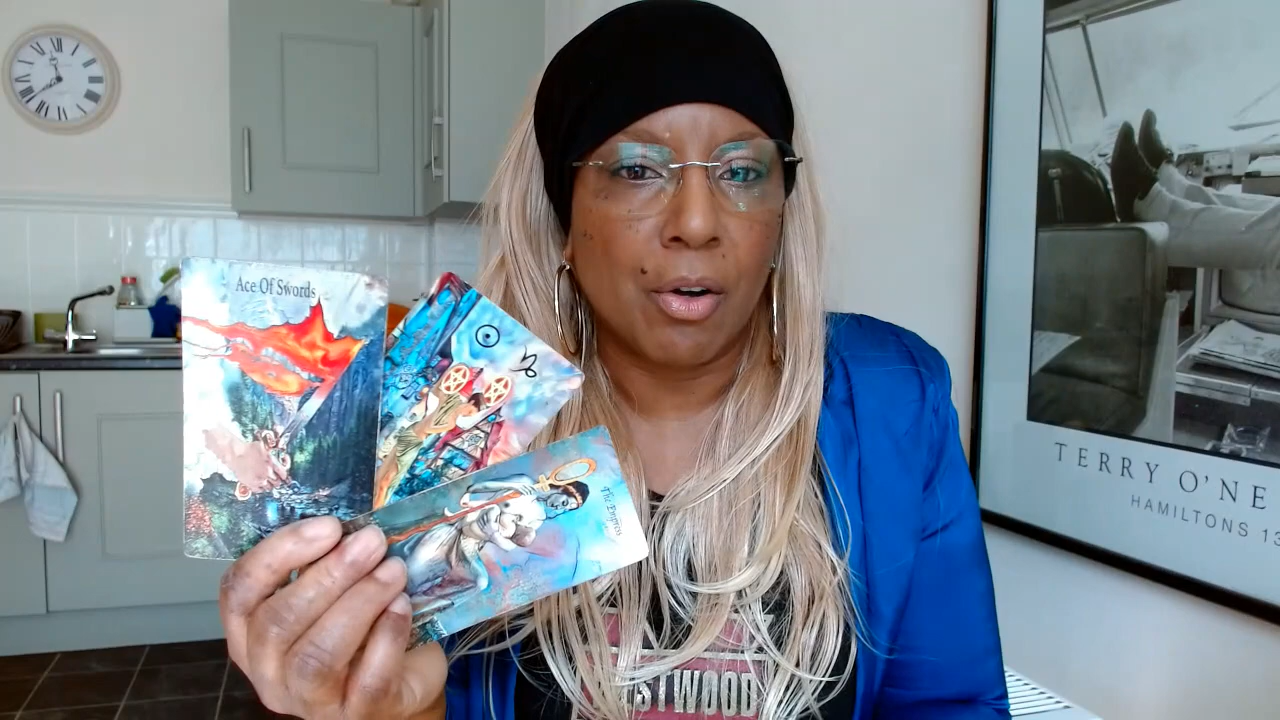 Ace Of Swords
The Empress
TERRY O'NE
HAMILTONS 13
STWOOD